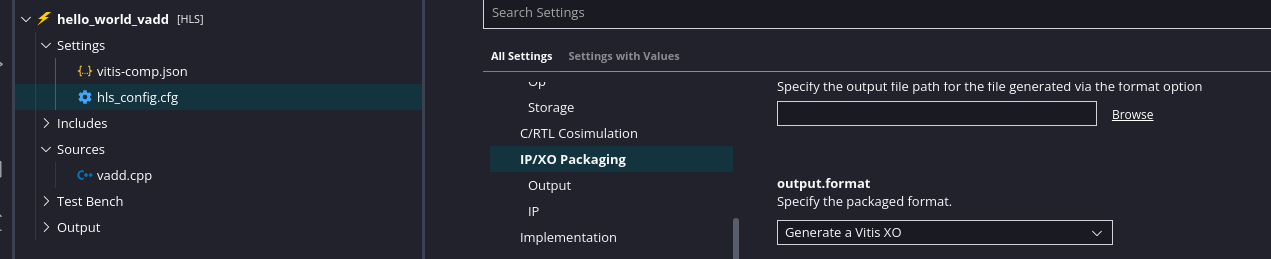 hello_world_vadd [HLS]
Settings
{.} vitis-comp.json
hls_config.cfg
Includes
Sources
C++ vadd.cpp
Test Bench
Output
Search Settings
All Settings Settings with Values
Op
Storage
C/RTL Cosimulation
IP/XO Packaging
Output
IP
Implementation
Specify the output file path for the file generated via the format option
Browse
output.format
Specify the packaged format.
Generate a Vitis XO